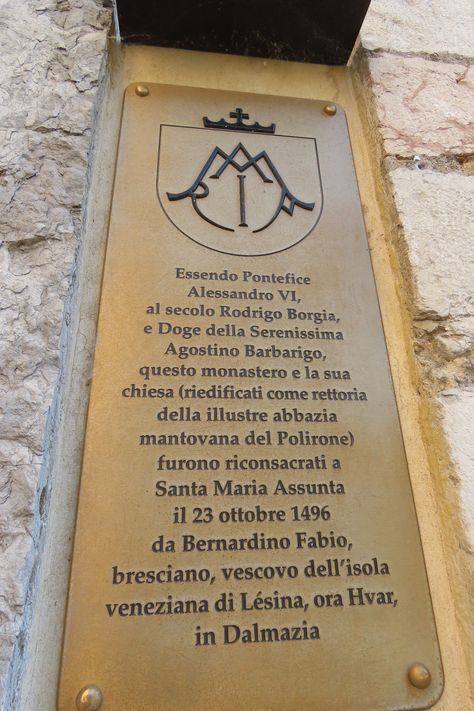 Essendo Pontefice
Alessandro VI,
al secolo Rodrigo Borgia,
e Doge della Serenissima
Agostino Barbarigo,
questo monastero e la sua
chiesa (riedificati come rettoria
della illustre abbazia
mantovana del Polirone)
furono riconsacrati a
Santa Maria Assunta
il 23 ottobre 1496
da Bernardino Fabio,
bresciano, vescovo dell'isola
veneziana di Lésina, ora Hvar,
in Dalmazia